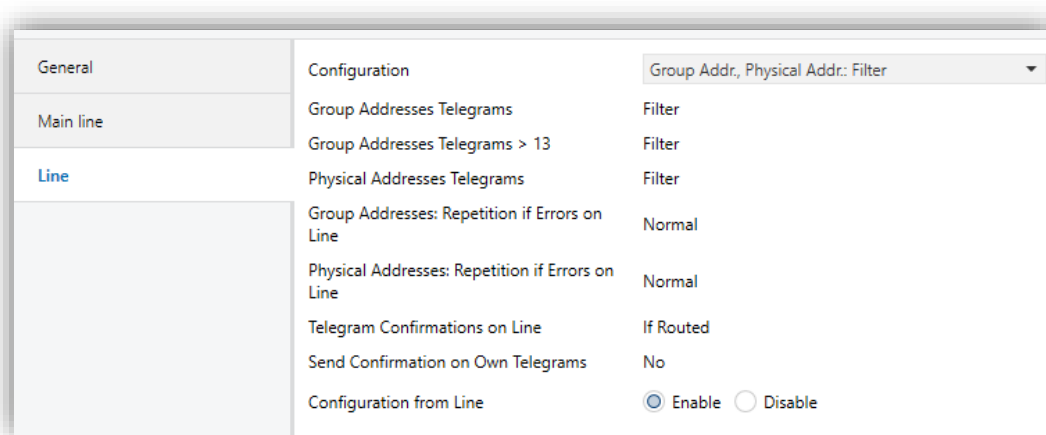 General
Main line
Line
Configuration
Group Addr., Physical Addr.: Filter
Group Addresses Telegrams
Filter
Group Addresses Telegrams > 13
Filter
Physical Addresses Telegrams
Filter
Group Addresses: Repetition if Errors on
Line
Normal
Physical Addresses: Repetition if Errors on
Line
Normal
Telegram Confirmations on Line
If Routed
Send Confirmation on Own Telegrams
No
Configuration from Line
Enable
Disable